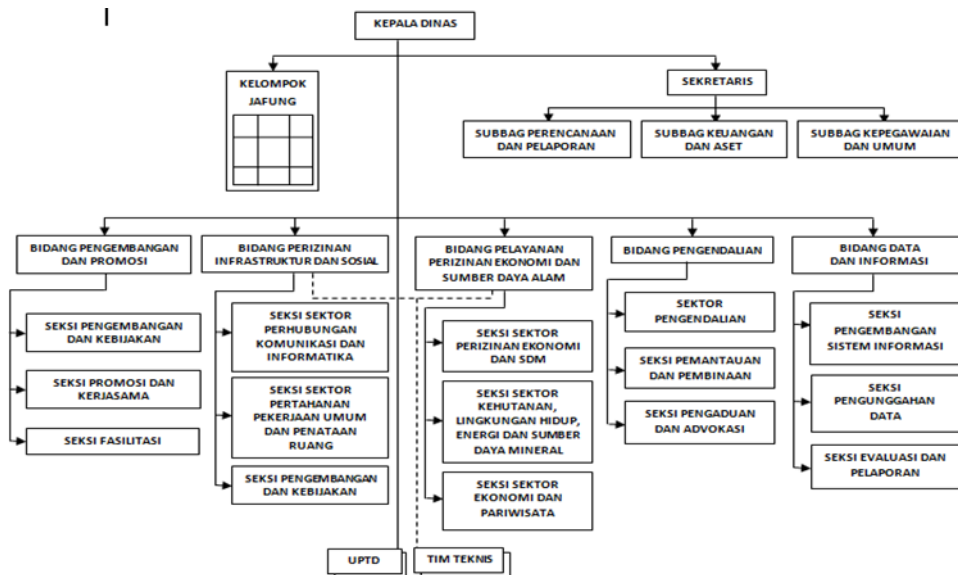 I
KEPALA DINAS
KELOMPOK
JAFUNG
SEKRETARIS
SUBBAG PERENCANAAN
DAN PELAPORAN
SUBBAG KEUANGAN
DAN ASET
SUBBAG KEPEGAWAIAN
DAN UMUM
BIDANG PENGEMBANGAN
DAN PROMOSI
BIDANG PERIZINAN
INFRASTRUKTUR DAN SOSIAL
BIDANG PELAYANAN
PERIZINAN EKONOMI DAN
SUMBER DAYA ALAM
BIDANG PENGENDALIAN
BIDANG DATA
DAN INFORMASI
SEKSI PENGEMBANGAN
DAN KEBIJAKAN
SEKSI PROMOSI DAN
KERJASAMA
SEKSI FASILITASI
SEKSI SEKTOR
PERHUBUNGAN
KOMUNIKASI DAN
INFORMATIKA
SEKSI SEKTOR
PERTAHANAN
PEKERJAAN UMUM
DAN PENATAAN
RUANG
SEKSI PENGEMBANGAN
DAN KEBIJAKAN
SEKSI SEKTOR
PERIZINAN EKONOMI
DAN SDM
SEKSI SEKTOR
KEHUTANAN,
LINGKUNGAN HIDUP,
ENERGI DAN SUMBER
DAYA MINERAL
SEKSI SEKTOR
EKONOMI DAN
PARIWISATA
SEKTOR
PENGENDALIAN
SEKSI PEMANTAUAN
DAN PEMBINAAN
SEKSI PENGADUAN
DAN ADVOKASI
SEKSI
PENGEMBANGAN
SISTEM INFORMASI
SEKSI
PENGUNGGAHAN
DATA
SEKSI EVALUASI DAN
PELAPORAN
UPTD
TIM TEKNIS